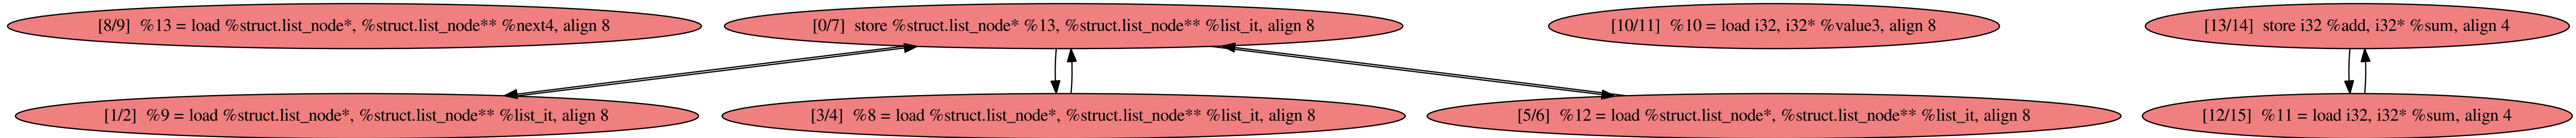 [8/9] %13 = load %struct.list_node*, %struct.list_node** %next4, align 8
[0/7] store %struct.list_node* %13, %struct.list_node** %list_it, align 8
[10/11] %10 = load i32, i32* %value3, align 8
[13/14] store i32 %add, i32* %sum, align 4
[1/2] %9 = load %struct.list_node*, %struct.list_node** %list_it, align 8
[3/4] %8 = load %struct.list_node*, %struct.list_node** %list_it, align 8
[5/6] %12 = load %struct.list_node*, %struct.list_node** %list_it, align 8
[12/15] %11 = load i32, i32* %sum, align 4